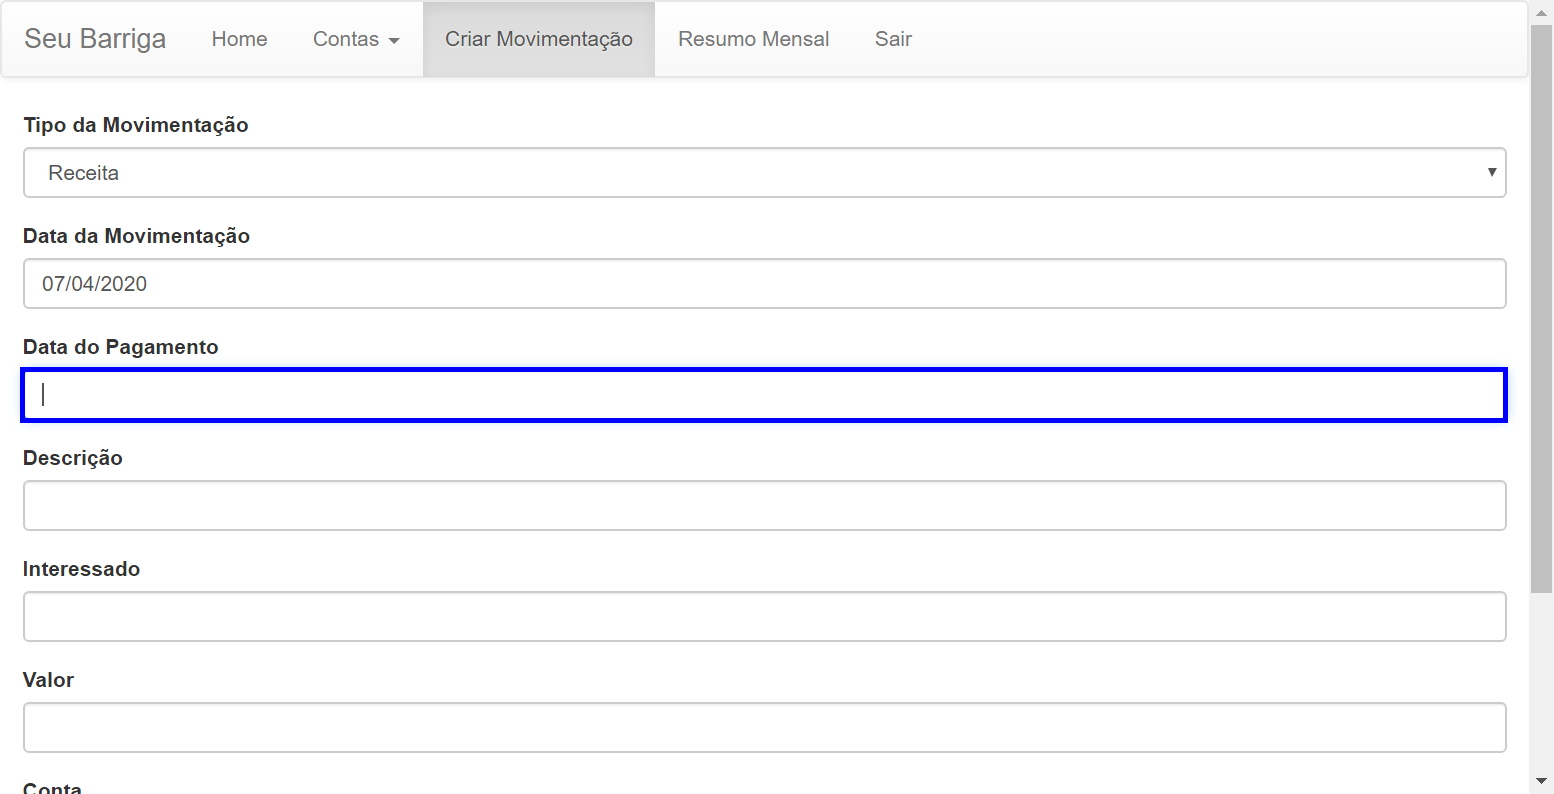 Seu Barriga Home Contas Criar Movimentação Resumo Mensal Sair
Tipo da Movimentação
Receita
Data da Movimentação
07/04/2020
Data do Pagamento
Descrição
Interessado
Valor
Conta